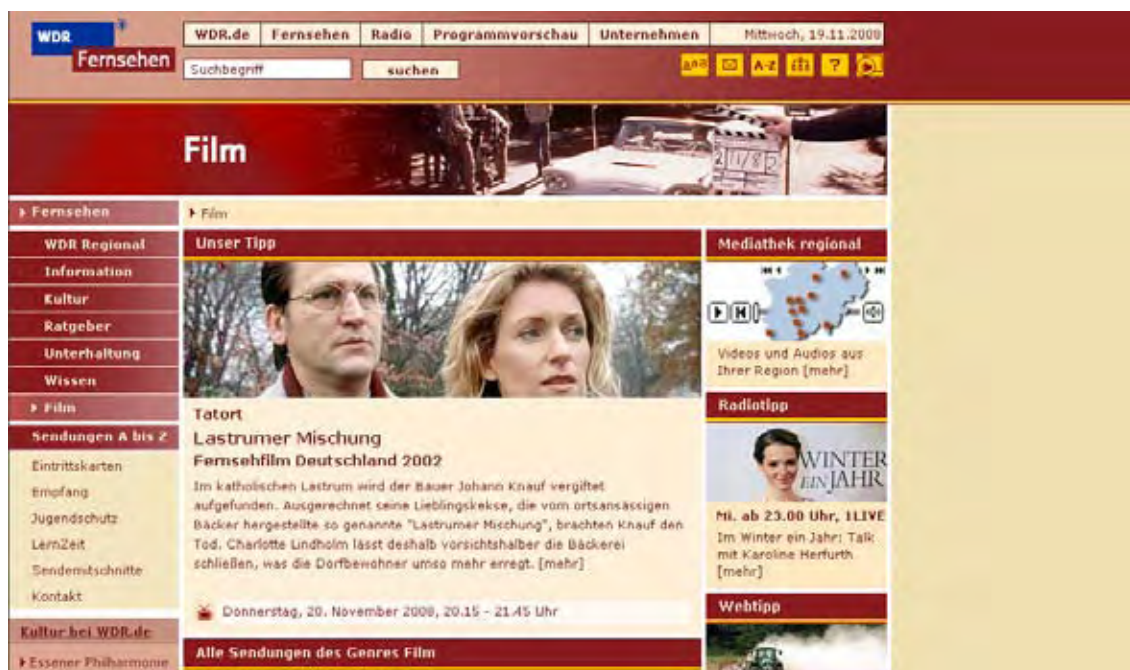 WDR
Fernsehen
WDR.de Fernsehen Radio Programmvorschau Unternehmen Mittwoch, 19.11.2008
Suchbegriff suchen
A-Z ?
Film
Fernsehen
WDR Regional
Information
Kultur
Ratgeber
Unterhaltung
Wissen
Film
Sendungen A bis Z
Eintrittskarten
Empfang
Jugendschutz
LernZeit
Sendemitschnitte
Kontakt
Kultur bei WDR.de
Essener Philharmonie
Film
Unser Tipp
Tatort
Lastrumer Mischung
Fernsehfilm Deutschland 2002
Im katholischen Lastrum wird der Bauer Johann Knauf vergiftet
aufgefunden. Ausgerechnet seine Lieblingskekse, die vom ortsansässigen
Bäcker hergestellte so genannte "Lastrumer Mischung", brachten Knauf den
Tod. Charlotte Lindholm lässt deshalb vorsichtshalber die Bäckerei
schließen, was die Dorfbewohner umso mehr erregt. [mehr]
Donnerstag, 20. November 2008, 20.15 - 21.45 Uhr
Alle Sendungen des Genres Film
Mediathek regional
Videos und Audios aus
Ihrer Region [mehr]
Radiotipp
WINTER
EIN JAHR
Mi. ab 23.00 Uhr, 1LIVE
Im Winter ein Jahr: Talk
mit Karoline Herfurth
[mehr]
Webtipp